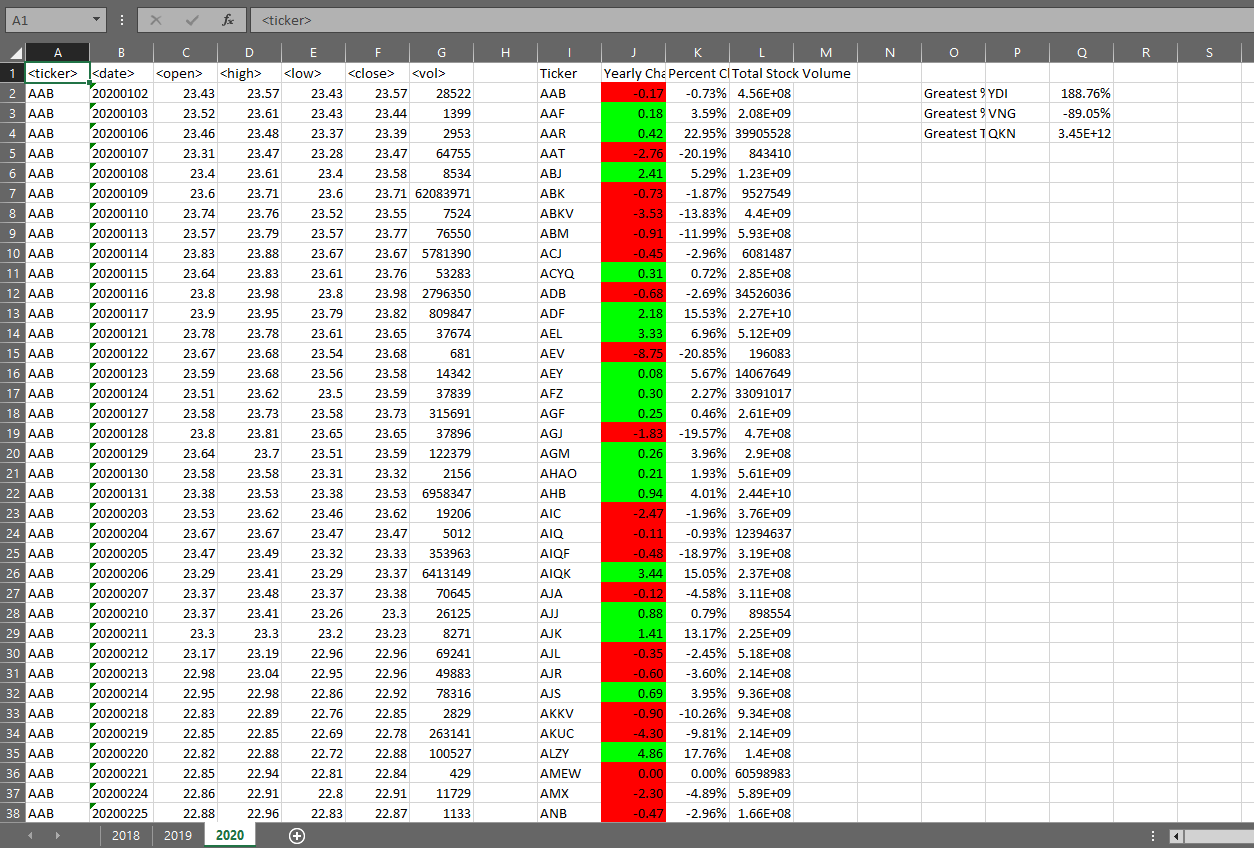 A1 fx <ticker>
A B C D E F G H I J K L M N O P Q R S
1 <ticker> <date> <open> <high> <low> <close> <vol> Ticker Yearly Cha Percent Cl Total Stock Volume
2 AAB 20200102 23.43 23.57 23.43 23.57 28522 AAB -0.17 -0.73% 4.56E+08 Greatest % YDI 188.76%
3 AAB 20200103 23.52 23.61 23.43 23.44 1399 AAF 0.18 3.59% 2.08E+09 Greatest % VNG -89.05%
4 AAB 20200106 23.46 23.48 23.37 23.39 2953 AAR 0.42 22.95% 39905528 Greatest T QKN 3.45E+12
5 AAB 20200107 23.31 23.47 23.28 23.47 64755 AAT -2.76 -20.19% 843410
6 AAB 20200108 23.4 23.61 23.4 23.58 8534 ABJ 2.41 5.29% 1.23E+09
7 AAB 20200109 23.6 23.71 23.6 23.71 62083971 ABK -0.73 -1.87% 9527549
8 AAB 20200110 23.74 23.76 23.52 23.55 7524 ABKV -3.53 -13.83% 4.4E+09
9 AAB 20200113 23.57 23.79 23.57 23.77 76550 ABM -0.91 -11.99% 5.93E+08
10 AAB 20200114 23.83 23.88 23.67 23.67 5781390 ACJ -0.45 -2.96% 6081487
11 AAB 20200115 23.64 23.83 23.61 23.76 53283 ACYQ 0.31 0.72% 2.85E+08
12 AAB 20200116 23.8 23.98 23.8 23.98 2796350 ADB -0.68 -2.69% 34526036
13 AAB 20200117 23.9 23.95 23.79 23.82 809847 ADF 2.18 15.53% 2.27E+10
14 AAB 20200121 23.78 23.78 23.61 23.65 37674 AEL 3.33 6.96% 5.12E+09
15 AAB 20200122 23.67 23.68 23.54 23.68 681 AEV -8.75 -20.85% 196083
16 AAB 20200123 23.59 23.68 23.56 23.58 14342 AEY 0.08 5.67% 14067649
17 AAB 20200124 23.51 23.62 23.5 23.59 37839 AFZ 0.30 2.27% 33091017
18 AAB 20200127 23.58 23.73 23.58 23.73 315691 AGF 0.25 0.46% 2.61E+09
19 AAB 20200128 23.8 23.81 23.65 23.65 37896 AGJ -1.83 -19.57% 4.7E+08
20 AAB 20200129 23.64 23.7 23.51 23.59 122379 AGM 0.26 3.96% 2.9E+08
21 AAB 20200130 23.58 23.58 23.31 23.32 2156 AHAO 0.21 1.93% 5.61E+09
22 AAB 20200131 23.38 23.53 23.38 23.53 6958347 AHB 0.94 4.01% 2.44E+10
23 AAB 20200203 23.53 23.62 23.46 23.62 19206 AIC -2.47 -1.96% 3.76E+09
24 AAB 20200204 23.67 23.67 23.47 23.47 5012 AIQ -0.11 -0.93% 12394637
25 AAB 20200205 23.47 23.49 23.32 23.33 353963 AIQF -0.48 -18.97% 3.19E+08
26 AAB 20200206 23.29 23.41 23.29 23.37 6413149 AIQK 3.44 15.05% 2.37E+08
27 AAB 20200207 23.37 23.48 23.37 23.38 70645 AJA -0.12 -4.58% 3.11E+08
28 AAB 20200210 23.37 23.41 23.26 23.3 26125 AJJ 0.88 0.79% 898554
29 AAB 20200211 23.3 23.3 23.2 23.23 8271 AJK 1.41 13.17% 2.25E+09
30 AAB 20200212 23.17 23.19 22.96 22.96 69241 AJL -0.35 -2.45% 5.18E+08
31 AAB 20200213 22.98 23.04 22.95 22.96 49883 AJR -0.60 -3.60% 2.14E+08
32 AAB 20200214 22.95 22.98 22.86 22.92 78316 AJS 0.69 3.95% 9.36E+08
33 AAB 20200218 22.83 22.89 22.76 22.85 2829 AKKV -0.90 -10.26% 9.34E+08
34 AAB 20200219 22.85 22.85 22.69 22.78 263141 AKUC -4.30 -9.81% 2.14E+09
35 AAB 20200220 22.82 22.88 22.72 22.88 100527 ALZY 4.86 17.76% 1.4E+08
36 AAB 20200221 22.85 22.94 22.81 22.84 429 AMEW 0.00 0.00% 60598983
37 AAB 20200224 22.86 22.91 22.8 22.91 11729 AMX -2.30 -4.89% 5.89E+09
38 AAB 20200225 22.88 22.96 22.83 22.87 1133 ANB -0.47 -2.96% 1.66E+08
2018 2019 2020